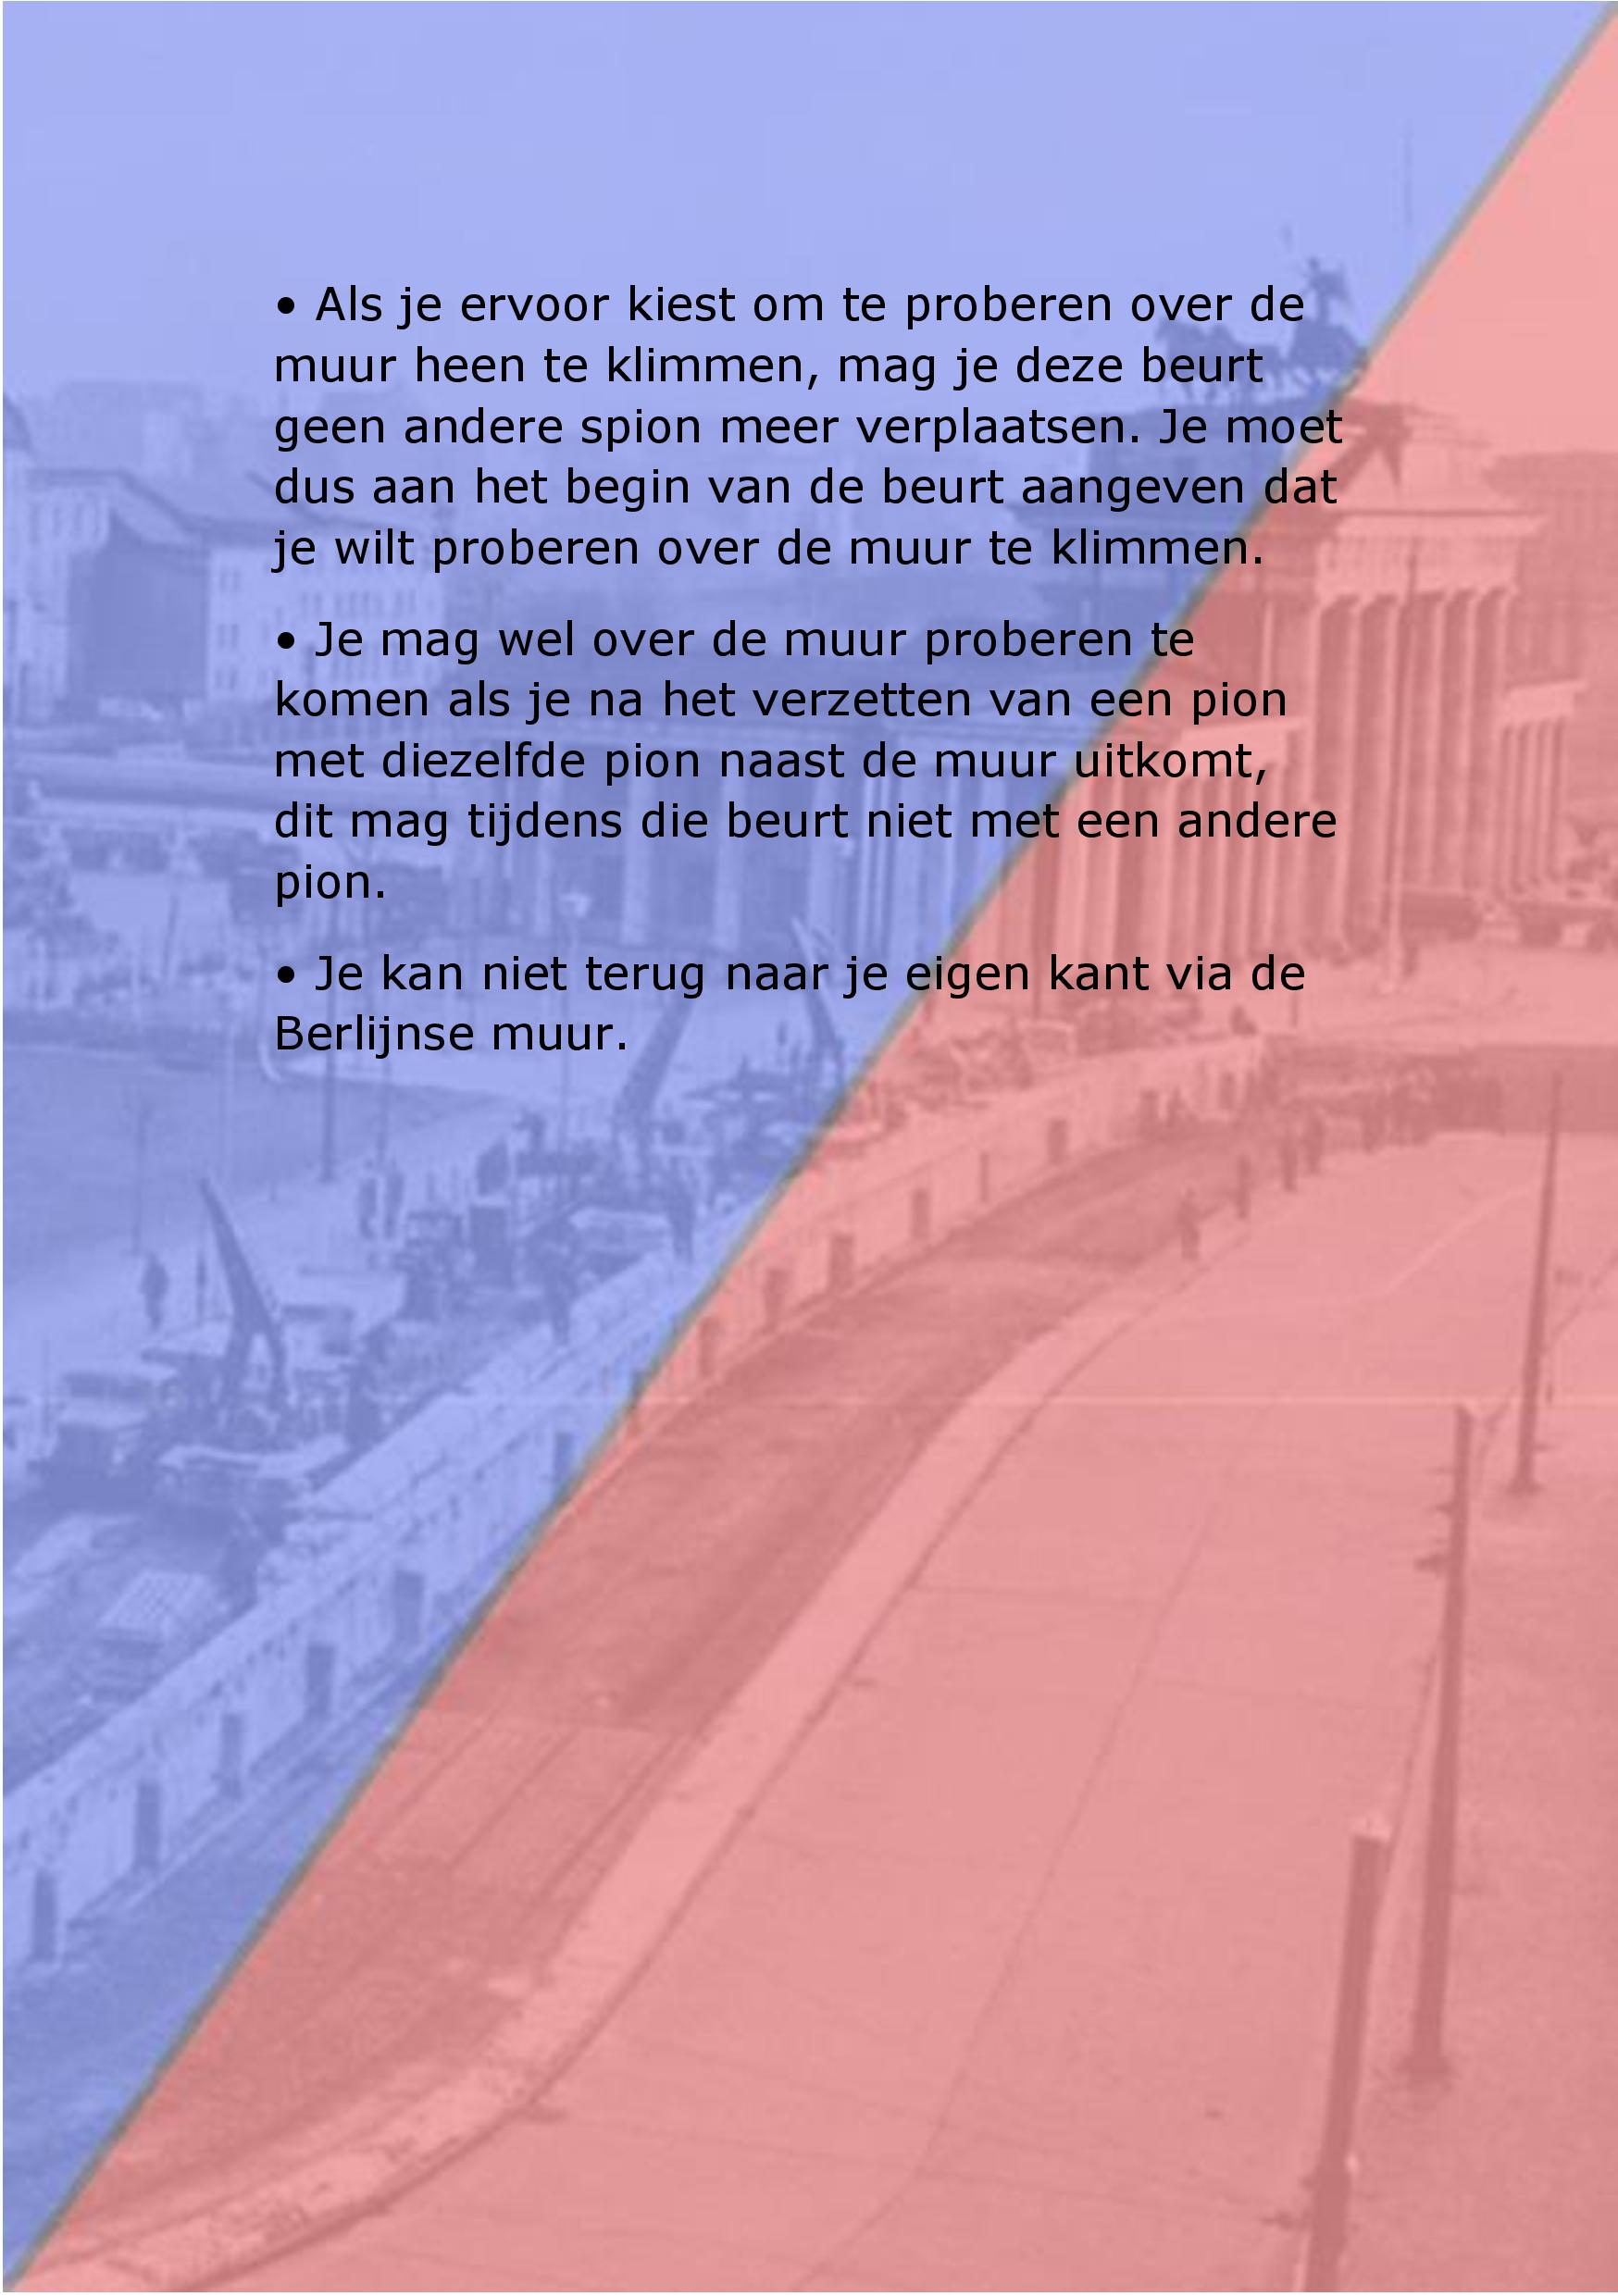 • Als je ervoor kiest om te proberen over de
muur heen te klimmen, mag je deze beurt
geen andere spion meer verplaatsen. Je moet
dus aan het begin van de beurt aangeven dat
je wilt proberen over de muur te klimmen.
• Je mag wel over de muur proberen te
komen als je na het verzetten van een pion
met diezelfde pion naast de muur uitkomt,
dit mag tijdens die beurt niet met een andere
pion.
• Je kan niet terug naar je eigen kant via de
Berlijnse muur.